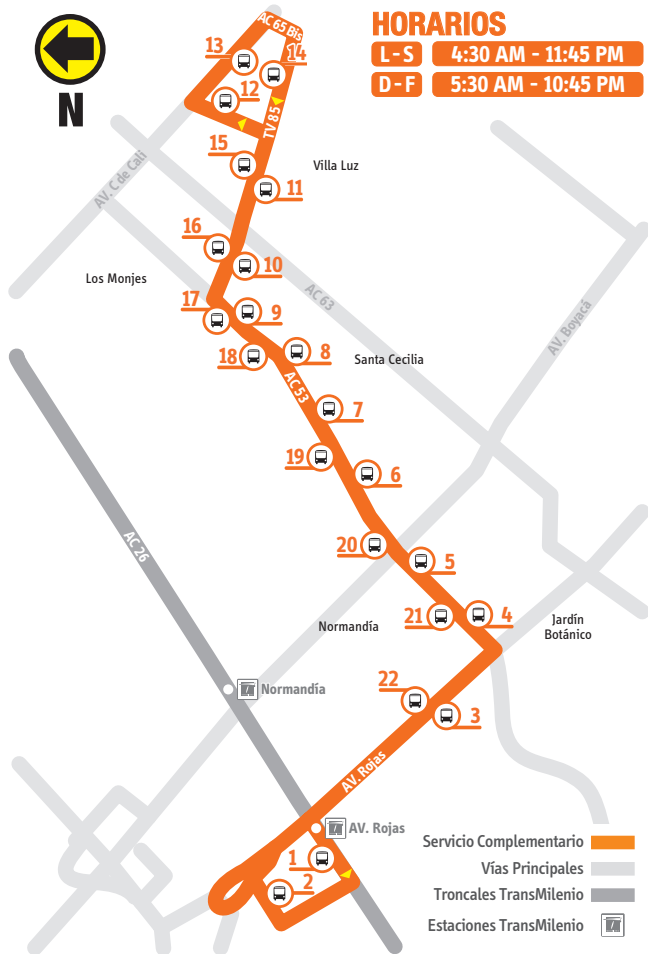 HORARIOS
L-S 4:30 AM - 11:45 PM
D-F 5:30 AM - 10:45 PM
N
AC 65 Bis
13
14
12
TV 85
15
Villa Luz
11
AV. C de Cali
16
10
Los Monjes
AC 63
17
9
AV. Boyacá
18
8
Santa Cecilia
AC 53
7
19
6
AC 26
20
5
21
4
Normandía
Jardín
Botánico
Normandía
22
3
AV. Rojas
AV. Rojas
1
2
Servicio Complementario
Vías Principales
Troncales TransMilenio
Estaciones TransMilenio